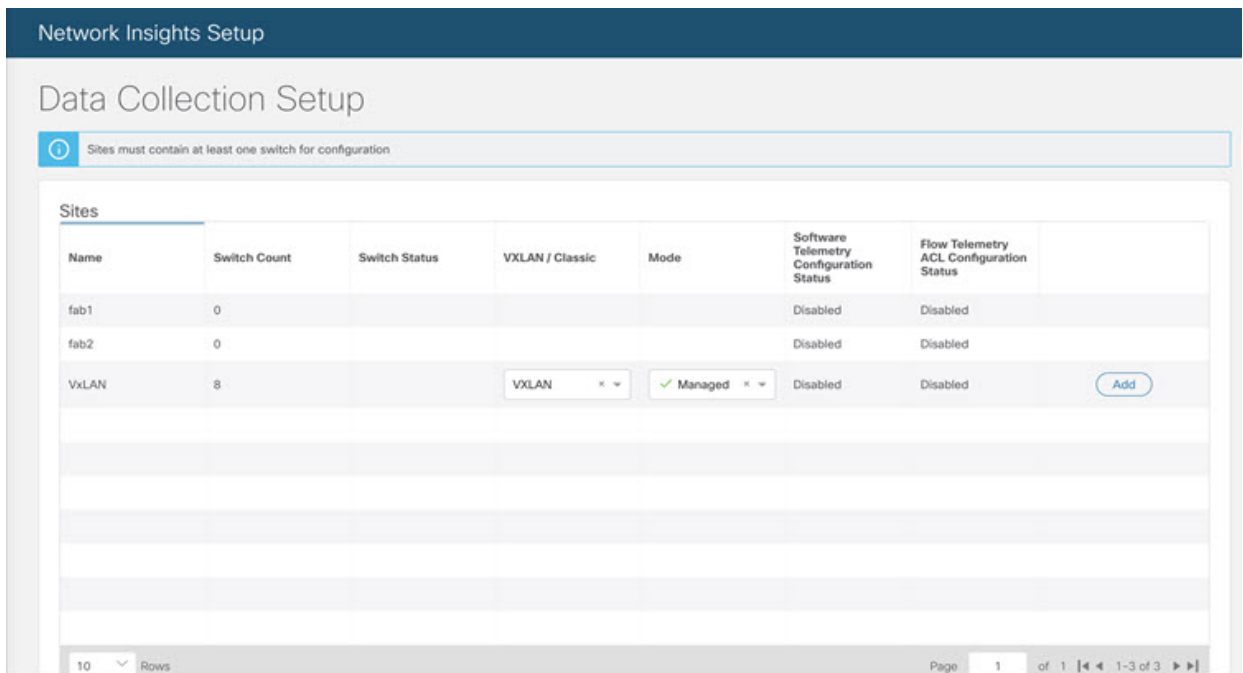 Network Insights Setup
Data Collection Setup
Sites must contain at least one switch for configuration
Sites
Name Switch Count Switch Status VXLAN / Classic Mode Software Telemetry Configuration Status Flow Telemetry ACL Configuration Status
fab1 0 Disabled Disabled
fab2 0 Disabled Disabled
VxLAN 8 VXLAN × Managed × Disabled Disabled Add
10 Rows Page 1 of 1 1-3 of 3